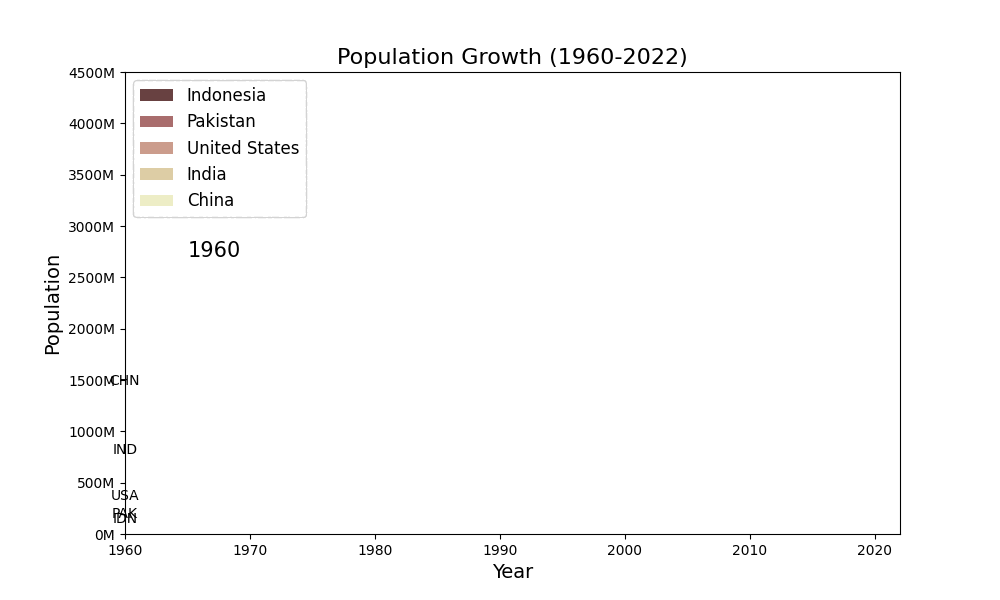 Population Growth (1960-2022)
4500M
4000M
3500M
3000M
2500M
2000M
1500M
1000M
500M
0M
Population
Indonesia
Pakistan
United States
India
China
1960
CHN
IND
USA
PAK
IDN
1960 1970 1980 1990 2000 2010 2020
Year